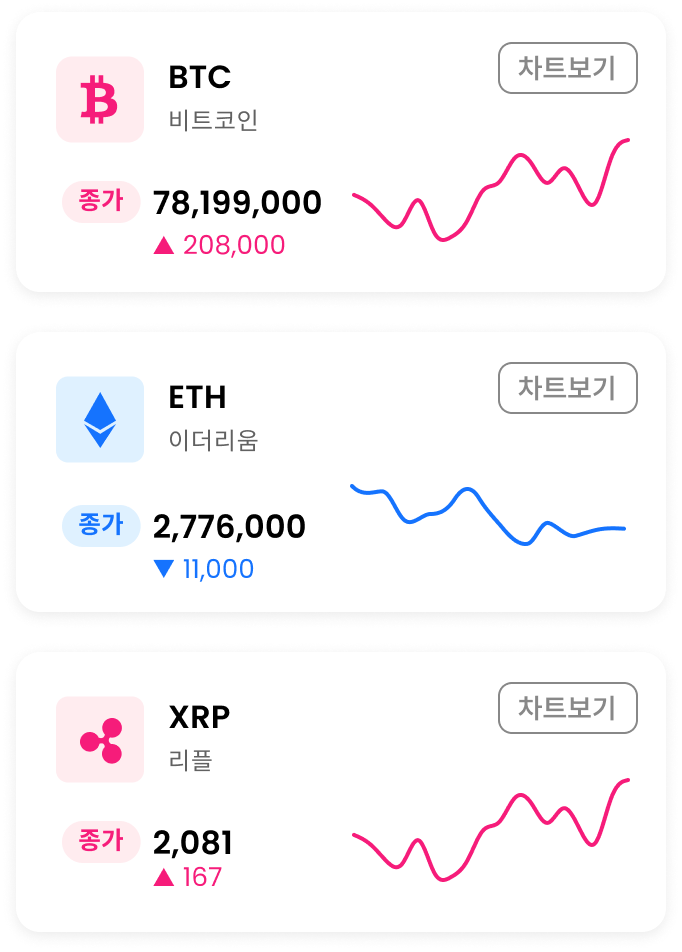 BTC
차트보기
비트코인
종가 78,199,000
▲ 208,000
ETH
차트보기
이더리움
종가 2,776,000
▼ 11,000
XRP
차트보기
리플
종가 2,081
▲ 167